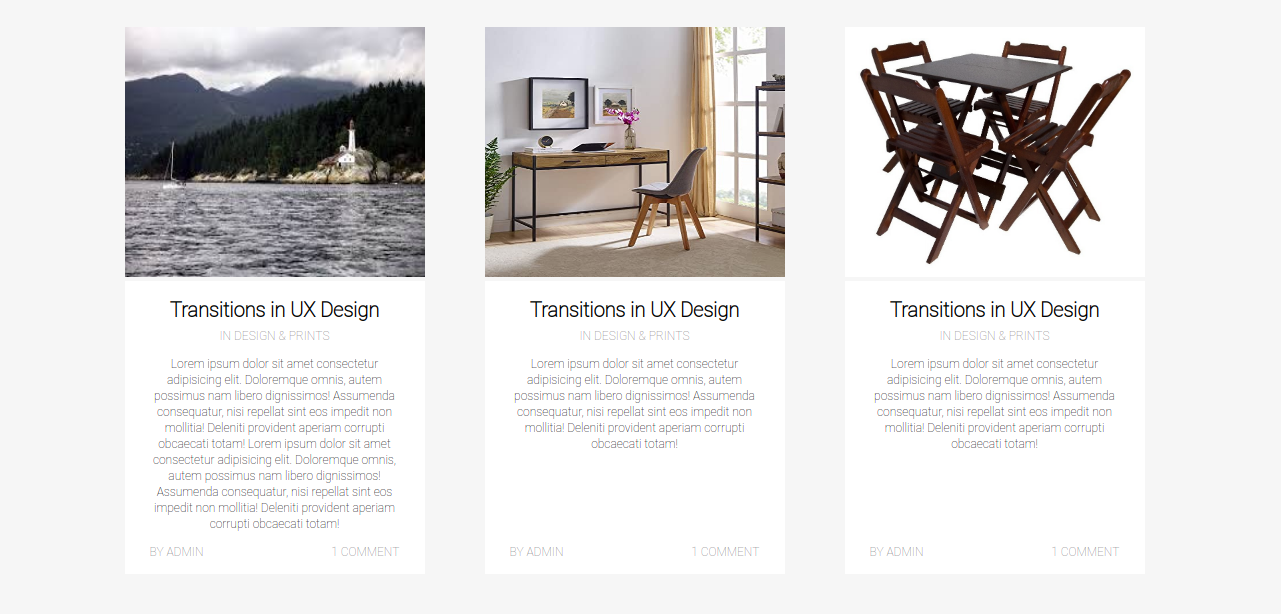 Transitions in UX Design
IN DESIGN & PRINTS
Lorem ipsum dolor sit amet consectetur
adipisicing elit. Doloremque omnis, autem
possimus nam libero dignissimos! Assumenda
consequatur, nisi repellat sint eos impedit non
mollitia! Deleniti provident aperiam corrupti
obcaecati totam! Lorem ipsum dolor sit amet
consectetur adipisicing elit. Doloremque omnis,
autem possimus nam libero dignissimos!
Assumenda consequatur, nisi repellat sint eos
impedit non mollitia! Deleniti provident aperiam
corrupti obcaecati totam!
BY ADMIN 1 COMMENT
Transitions in UX Design
IN DESIGN & PRINTS
Lorem ipsum dolor sit amet consectetur
adipisicing elit. Doloremque omnis, autem
possimus nam libero dignissimos! Assumenda
consequatur, nisi repellat sint eos impedit non
mollitia! Deleniti provident aperiam corrupti
obcaecati totam!
BY ADMIN 1 COMMENT
Transitions in UX Design
IN DESIGN & PRINTS
Lorem ipsum dolor sit amet consectetur
adipisicing elit. Doloremque omnis, autem
possimus nam libero dignissimos! Assumenda
consequatur, nisi repellat sint eos impedit non
mollitia! Deleniti provident aperiam corrupti
obcaecati totam!
BY ADMIN 1 COMMENT